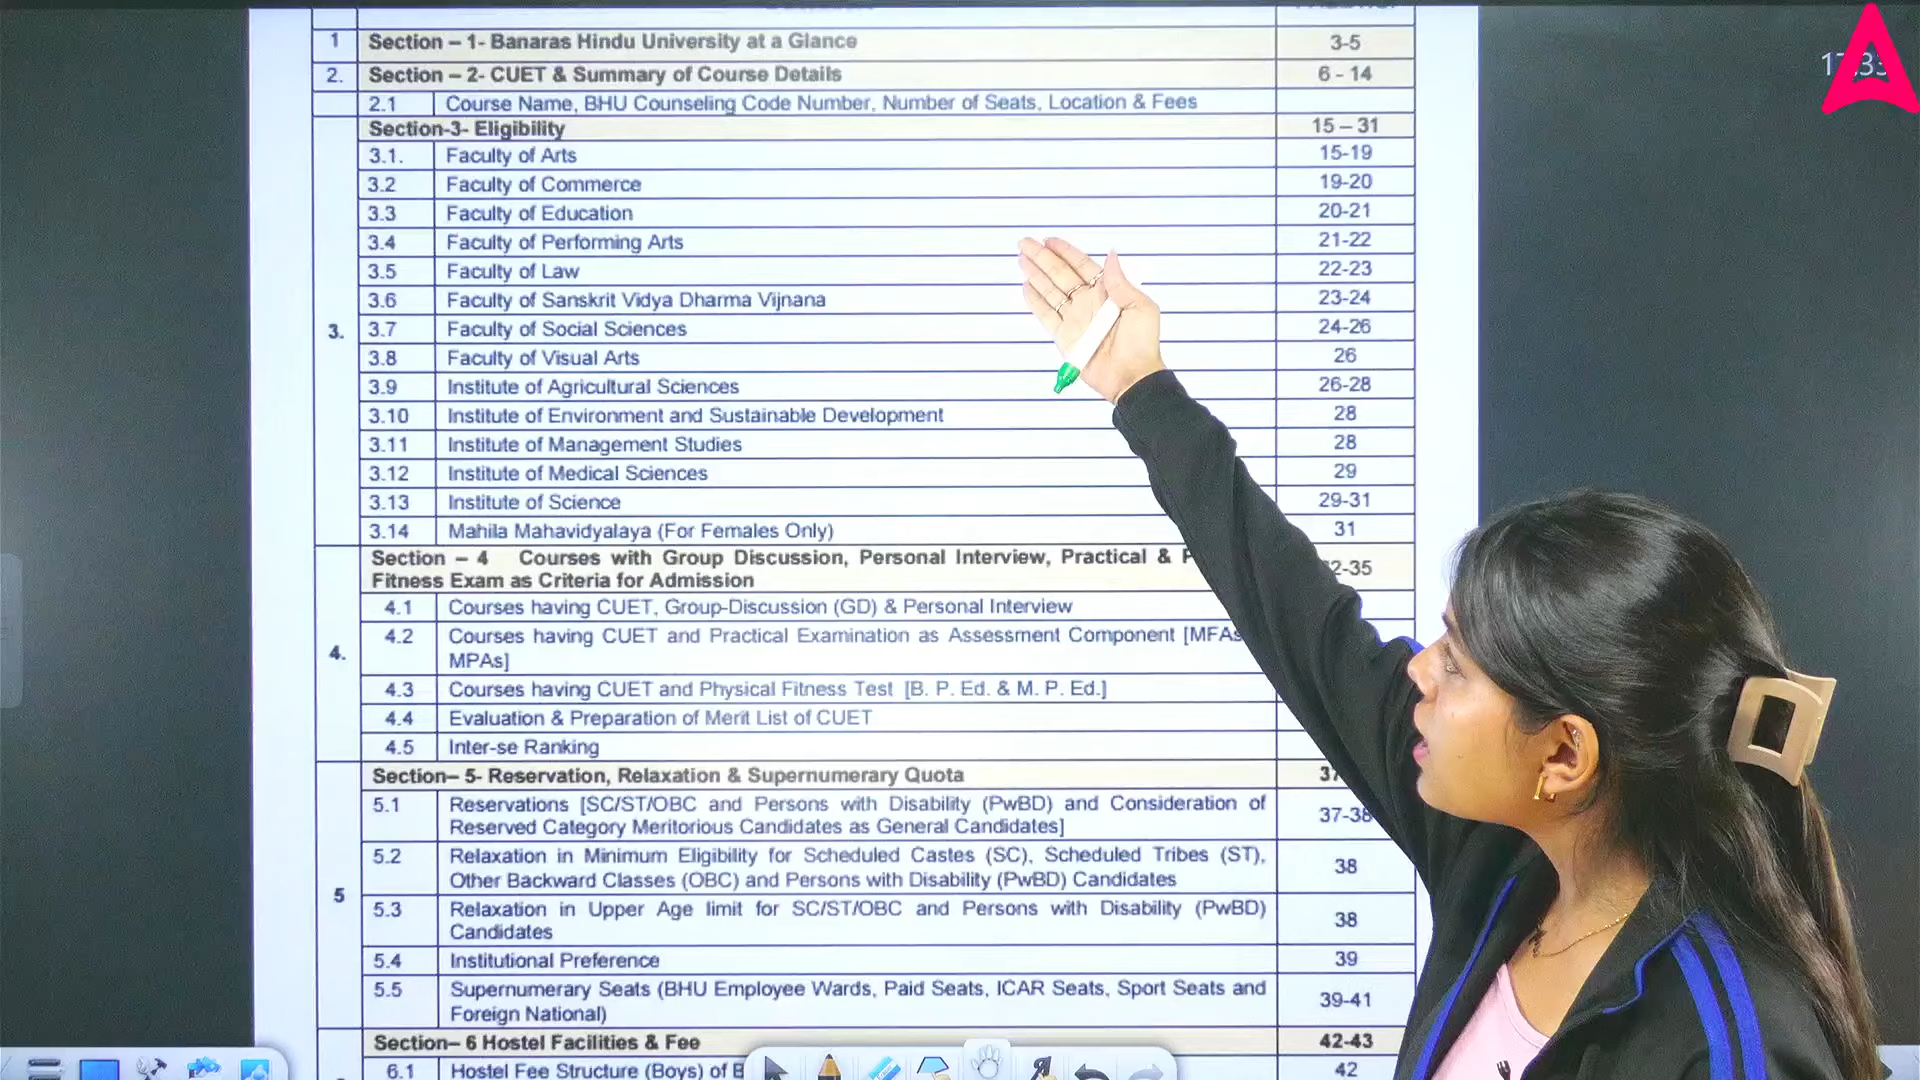 1 Section – 1- Banaras Hindu University at a Glance 3-5
2. Section – 2- CUET & Summary of Course Details 6 - 14
2.1 Course Name, BHU Counseling Code Number, Number of Seats, Location & Fees
Section-3- Eligibility 15 – 31
3.1. Faculty of Arts 15-19
3.2 Faculty of Commerce 19-20
3.3 Faculty of Education 20-21
3.4 Faculty of Performing Arts 21-22
3.5 Faculty of Law 22-23
3.6 Faculty of Sanskrit Vidya Dharma Vijnana 23-24
3. 3.7 Faculty of Social Sciences 24-26
3.8 Faculty of Visual Arts 26
3.9 Institute of Agricultural Sciences 26-28
3.10 Institute of Environment and Sustainable Development 28
3.11 Institute of Management Studies 28
3.12 Institute of Medical Sciences 29
3.13 Institute of Science 29-31
3.14 Mahila Mahavidyalaya (For Females Only) 31
Section – 4 Courses with Group Discussion, Personal Interview, Practical &
Fitness Exam as Criteria for Admission
4.1 Courses having CUET, Group-Discussion (GD) & Personal Interview
4.2 Courses having CUET and Practical Examination as Assessment Component [MFAs
4. MPAs]
4.3 Courses having CUET and Physical Fitness Test [B. P. Ed. & M. P. Ed.]
4.4 Evaluation & Preparation of Merit List of CUET
4.5 Inter-se Ranking
Section– 5- Reservation, Relaxation & Supernumerary Quota
5.1 Reservations [SC/ST/OBC and Persons with Disability (PwBD) and Consideration of
Reserved Category Meritorious Candidates as General Candidates] 37-38
5.2 Relaxation in Minimum Eligibility for Scheduled Castes (SC), Scheduled Tribes (ST),
Other Backward Classes (OBC) and Persons with Disability (PwBD) Candidates 38
5 5.3 Relaxation in Upper Age limit for SC/ST/OBC and Persons with Disability (PwBD)
Candidates 38
5.4 Institutional Preference 39
5.5 Supernumerary Seats (BHU Employee Wards, Paid Seats, ICAR Seats, Sport Seats and
Foreign National) 39-41
Section– 6 Hostel Facilities & Fee 42-43
6.1 Hostel Fee Structure (Boys) of 42